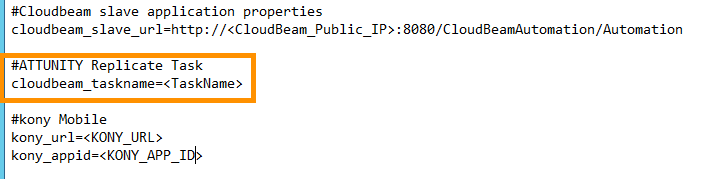 #Cloudbeam slave application properties
cloudbeam_slave_url=http://<CloudBeam_Public_IP>:8080/CloudBeamAutomation/Automation
#ATTUNITY Replicate Task
cloudbeam_taskname=<TaskName>
#kony Mobile
kony_url=<KONY_URL>
kony_appid=<KONY_APP_ID>